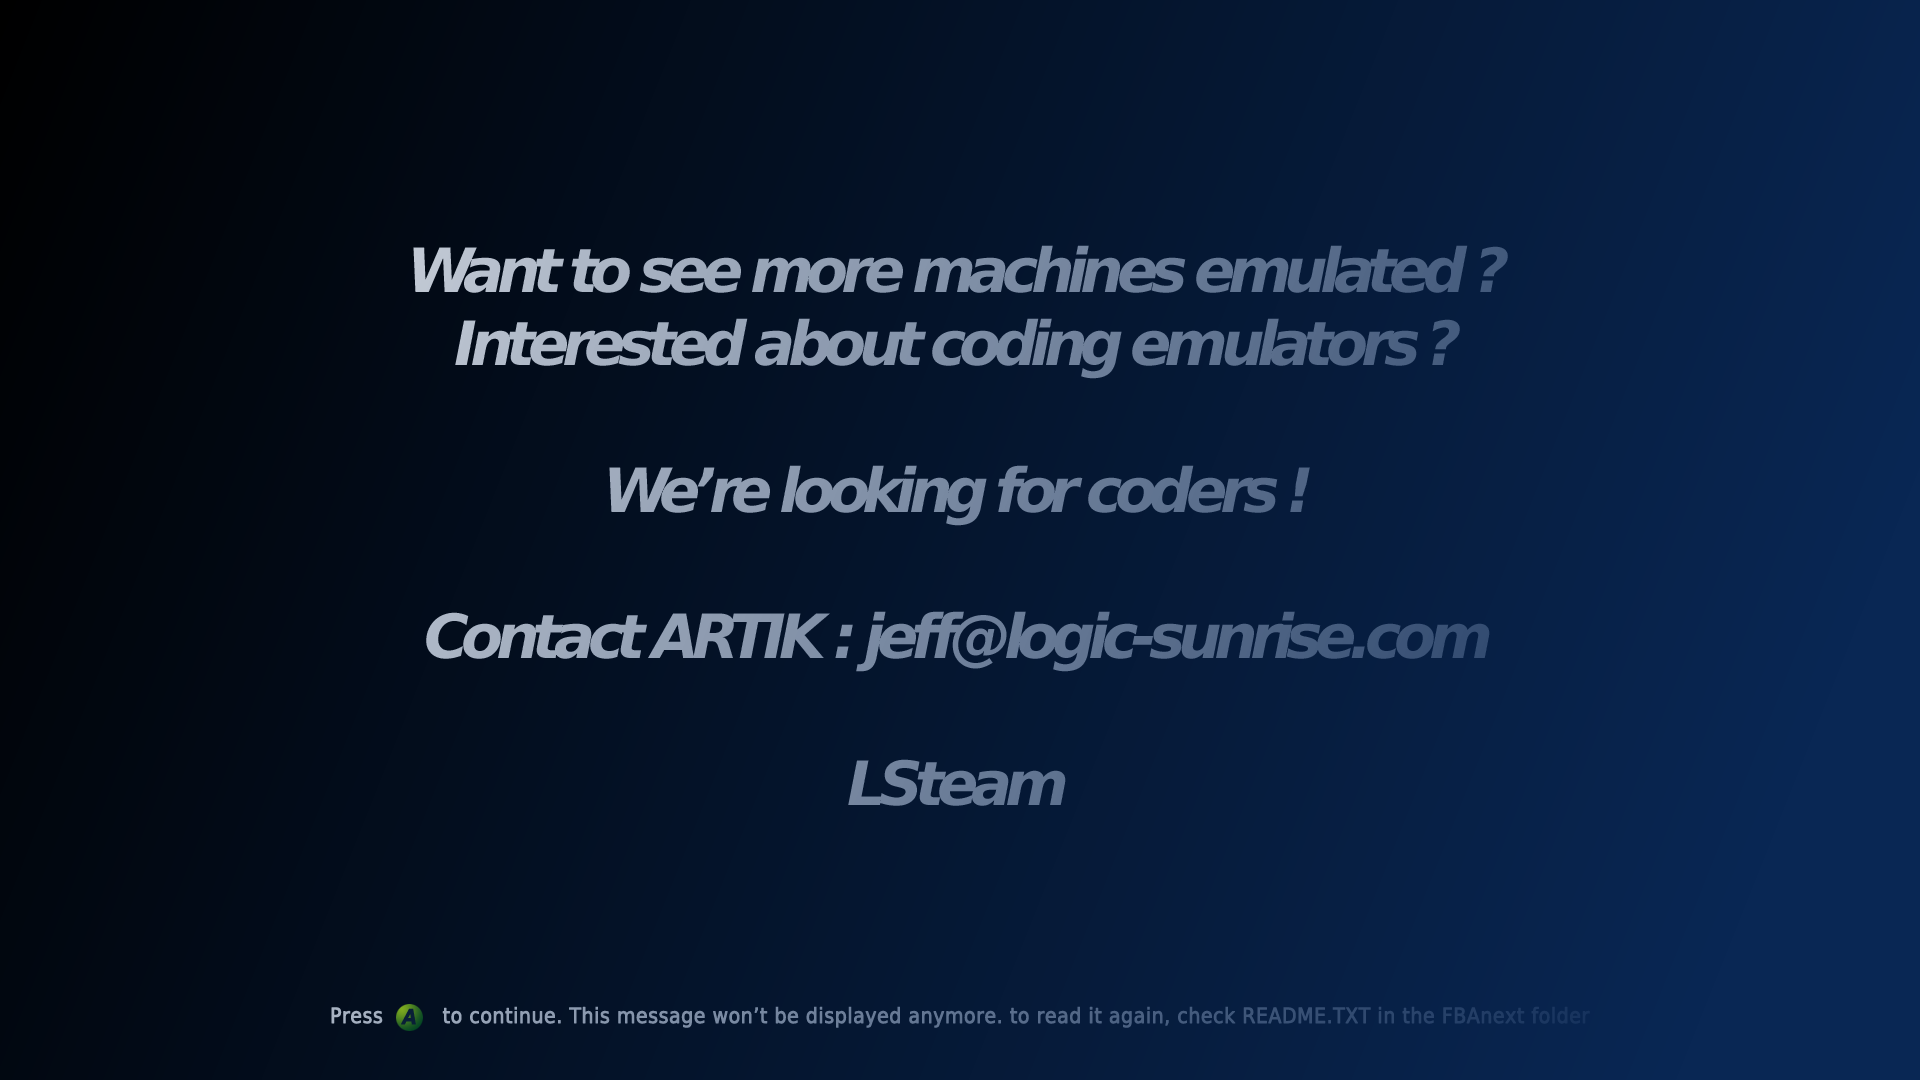 Want to see more machines emulated ?
Interested about coding emulators ?
We’re looking for coders !
Contact ARTIK : jeff@logic-sunrise.com
LSteam
Press A to continue. This message won’t be displayed anymore. to read it again, check README.TXT in the FBAnext folder